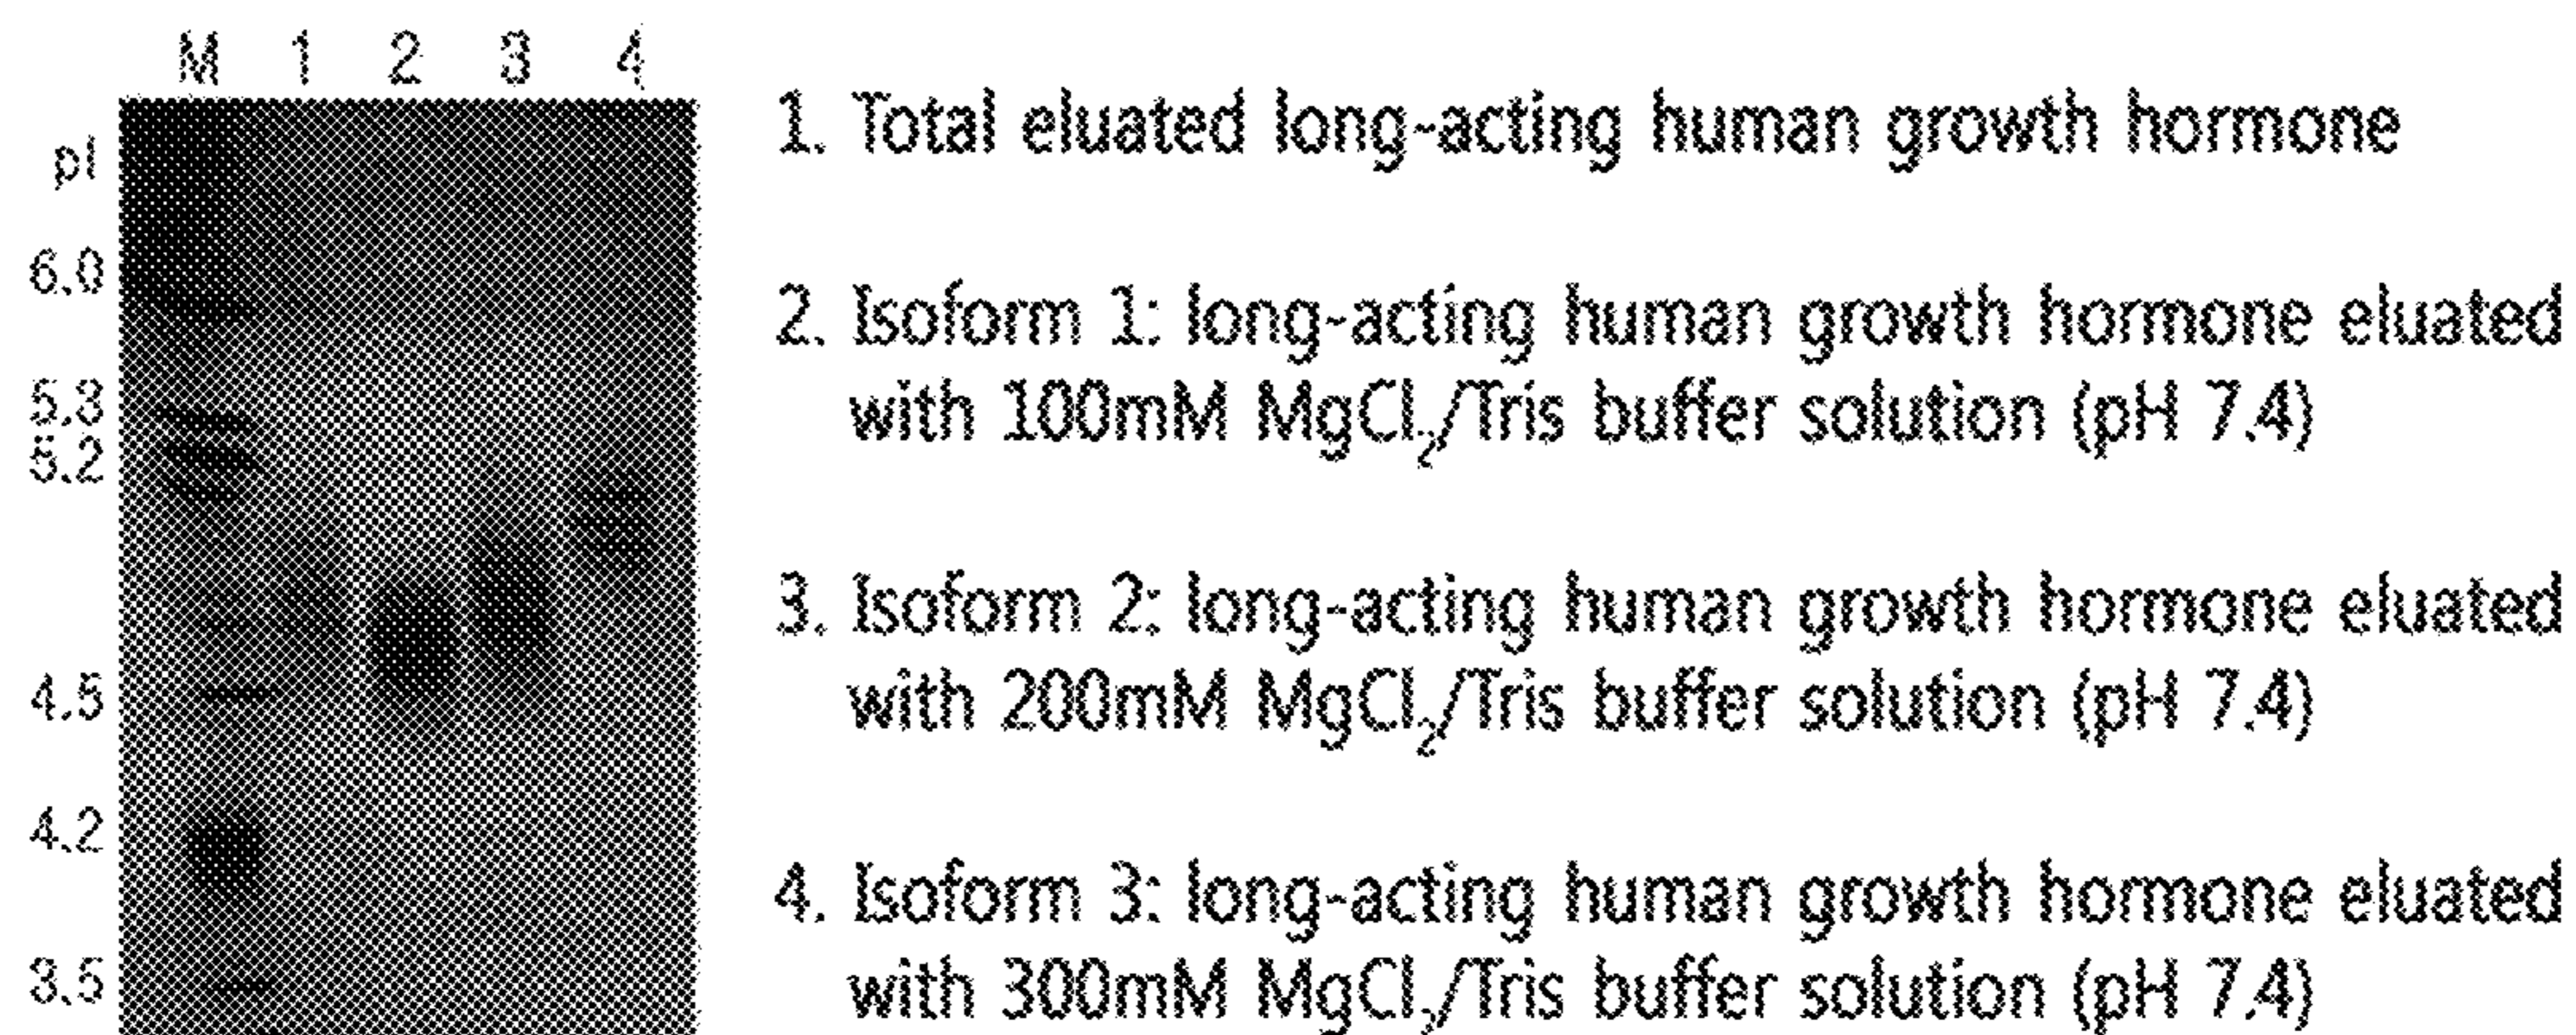 M 1 2 3 4
pI
6.0
5.3
5.2
4.5
4.2
3.5
1. Total eluated long-acting human growth hormone
2. Isoform 1: long-acting human growth hormone eluated
with 100mM MgCl₂/Tris buffer solution (pH 7.4)
3. Isoform 2: long-acting human growth hormone eluated
with 200mM MgCl₂/Tris buffer solution (pH 7.4)
4. Isoform 3: long-acting human growth hormone eluated
with 300mM MgCl₂/Tris buffer solution (pH 7.4)